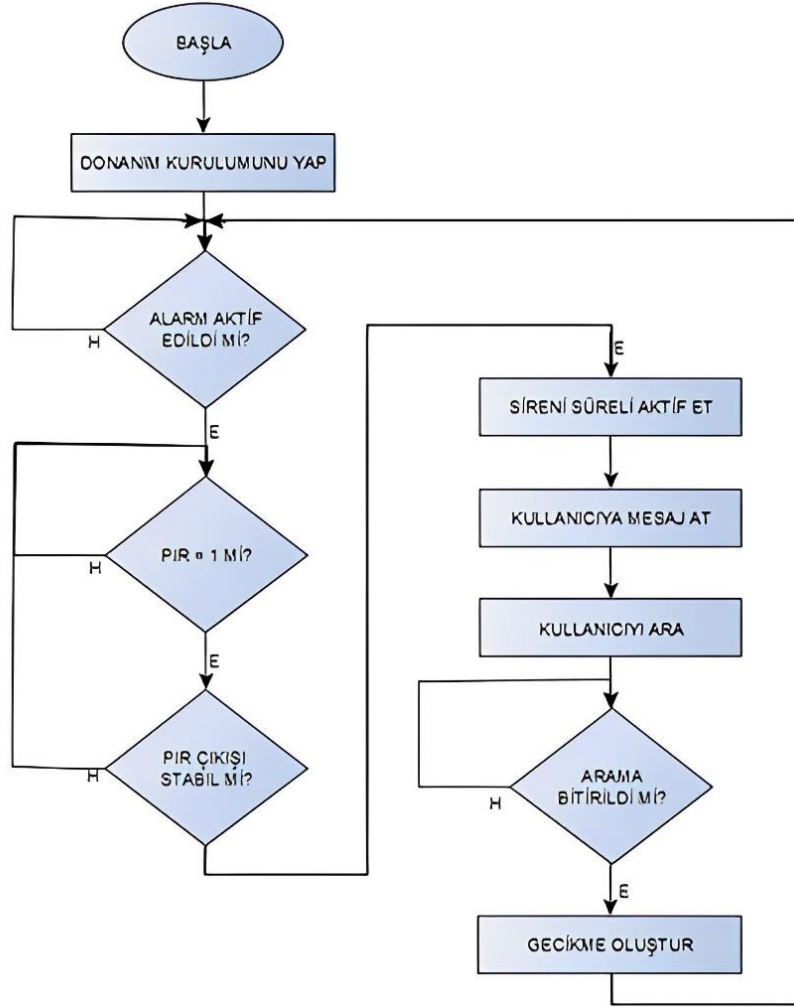 BAŞLA
DONANIM KURULUMUNU YAP
ALARM AKTİF
EDİLDİ Mİ?
H
E
PIR = 1 Mİ?
H
E
PIR ÇIKIŞI
STABİL Mİ?
H
E
SİRENİ SÜRELİ AKTİF ET
KULLANICIYA MESAJ AT
KULLANICIYI ARA
ARAMA
BİTİRİLDİ Mİ?
H
E
GECİKME OLUŞTUR